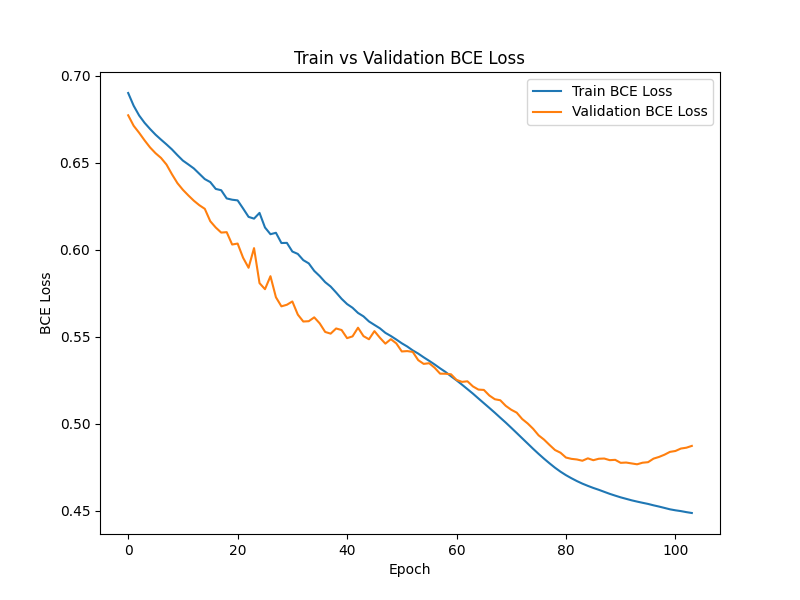 Train vs Validation BCE Loss
Train BCE Loss
Validation BCE Loss
0.70
0.65
0.60
0.55
0.50
0.45
BCE Loss
0 20 40 60 80 100
Epoch